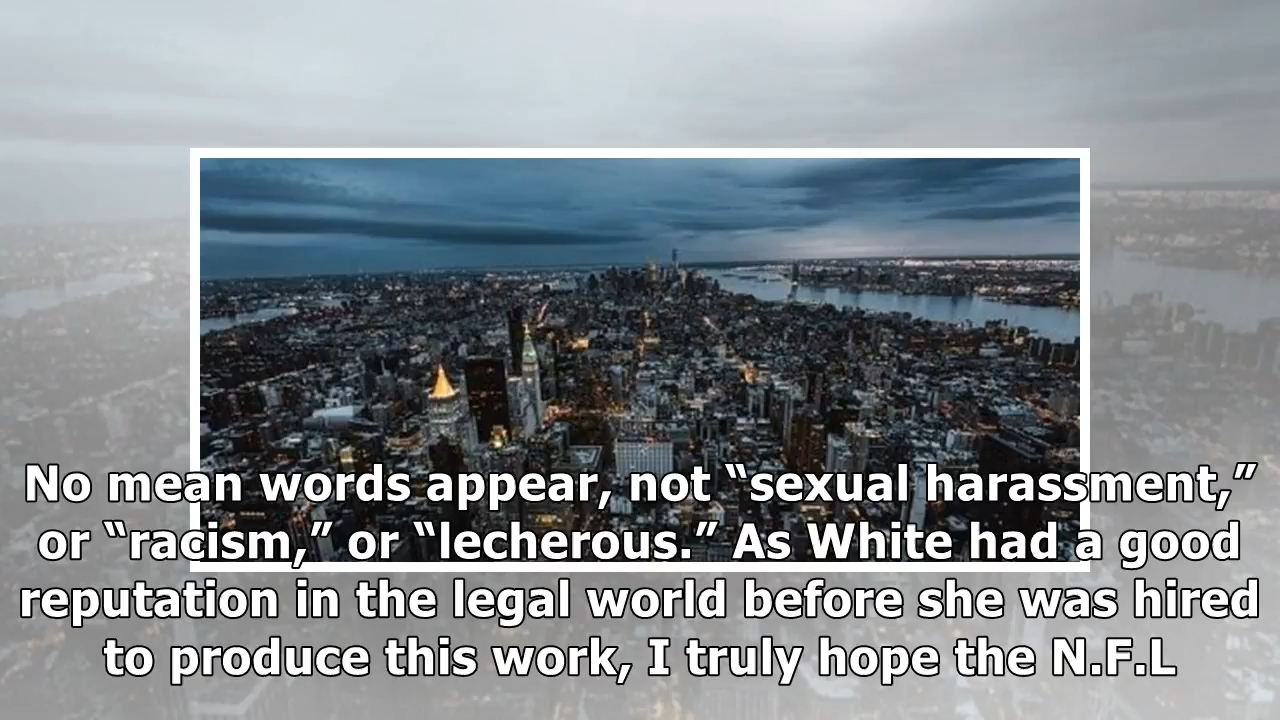 No mean words appear, not “sexual harassment,”
or “racism,” or “lecherous.” As White had a good
reputation in the legal world before she was hired
to produce this work, I truly hope the N.F.L